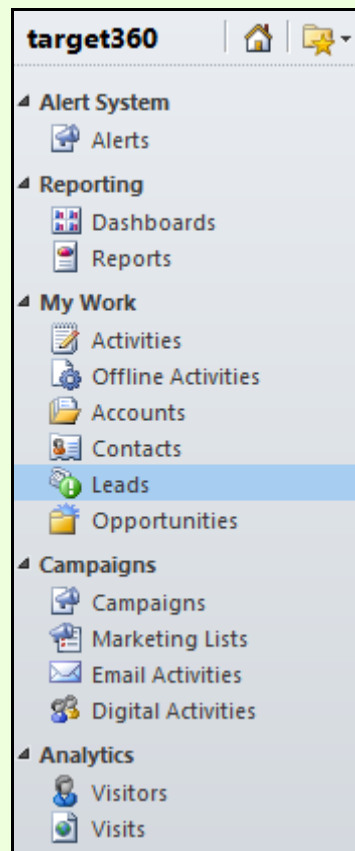 target360
Alert System
Alerts
Reporting
Dashboards
Reports
My Work
Activities
Offline Activities
Accounts
Contacts
Leads
Opportunities
Campaigns
Campaigns
Marketing Lists
Email Activities
Digital Activities
Analytics
Visitors
Visits